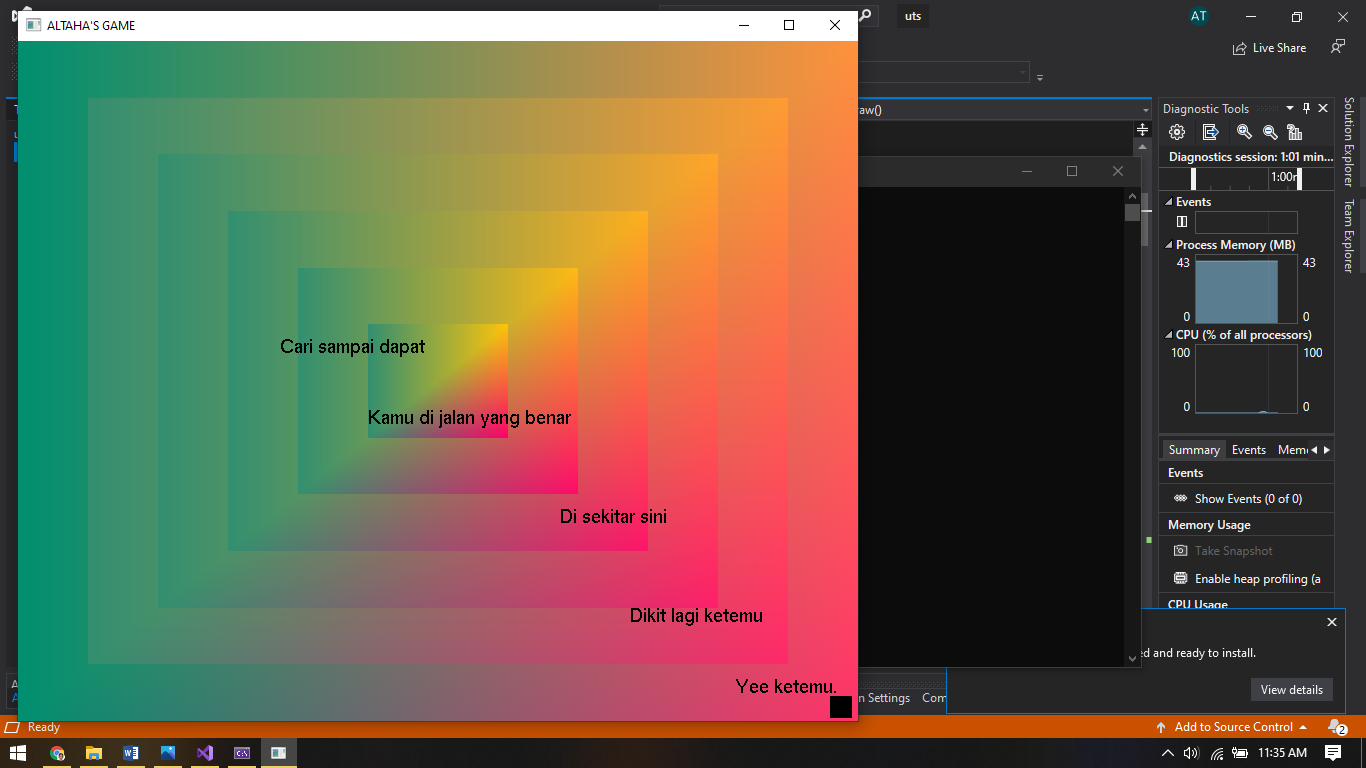 ALTAHA'S GAME
uts
AT
Live Share
raw()
Diagnostic Tools
Diagnostics session: 1:01 min...
1:00r
Events
Process Memory (MB)
43
43
0
0
CPU (% of all processors)
100
100
0
0
Summary
Events
Mem
Events
Show Events (0 of 0)
Memory Usage
Take Snapshot
Enable heap profiling (a
CPU Usage
Solution Explorer
Team Explorer
Cari sampai dapat
Kamu di jalan yang benar
Di sekitar sini
Dikit lagi ketemu
Yee ketemu.
ed and ready to install.
View details
n Settings
Com
Ready
Add to Source Control
2
11:35 AM